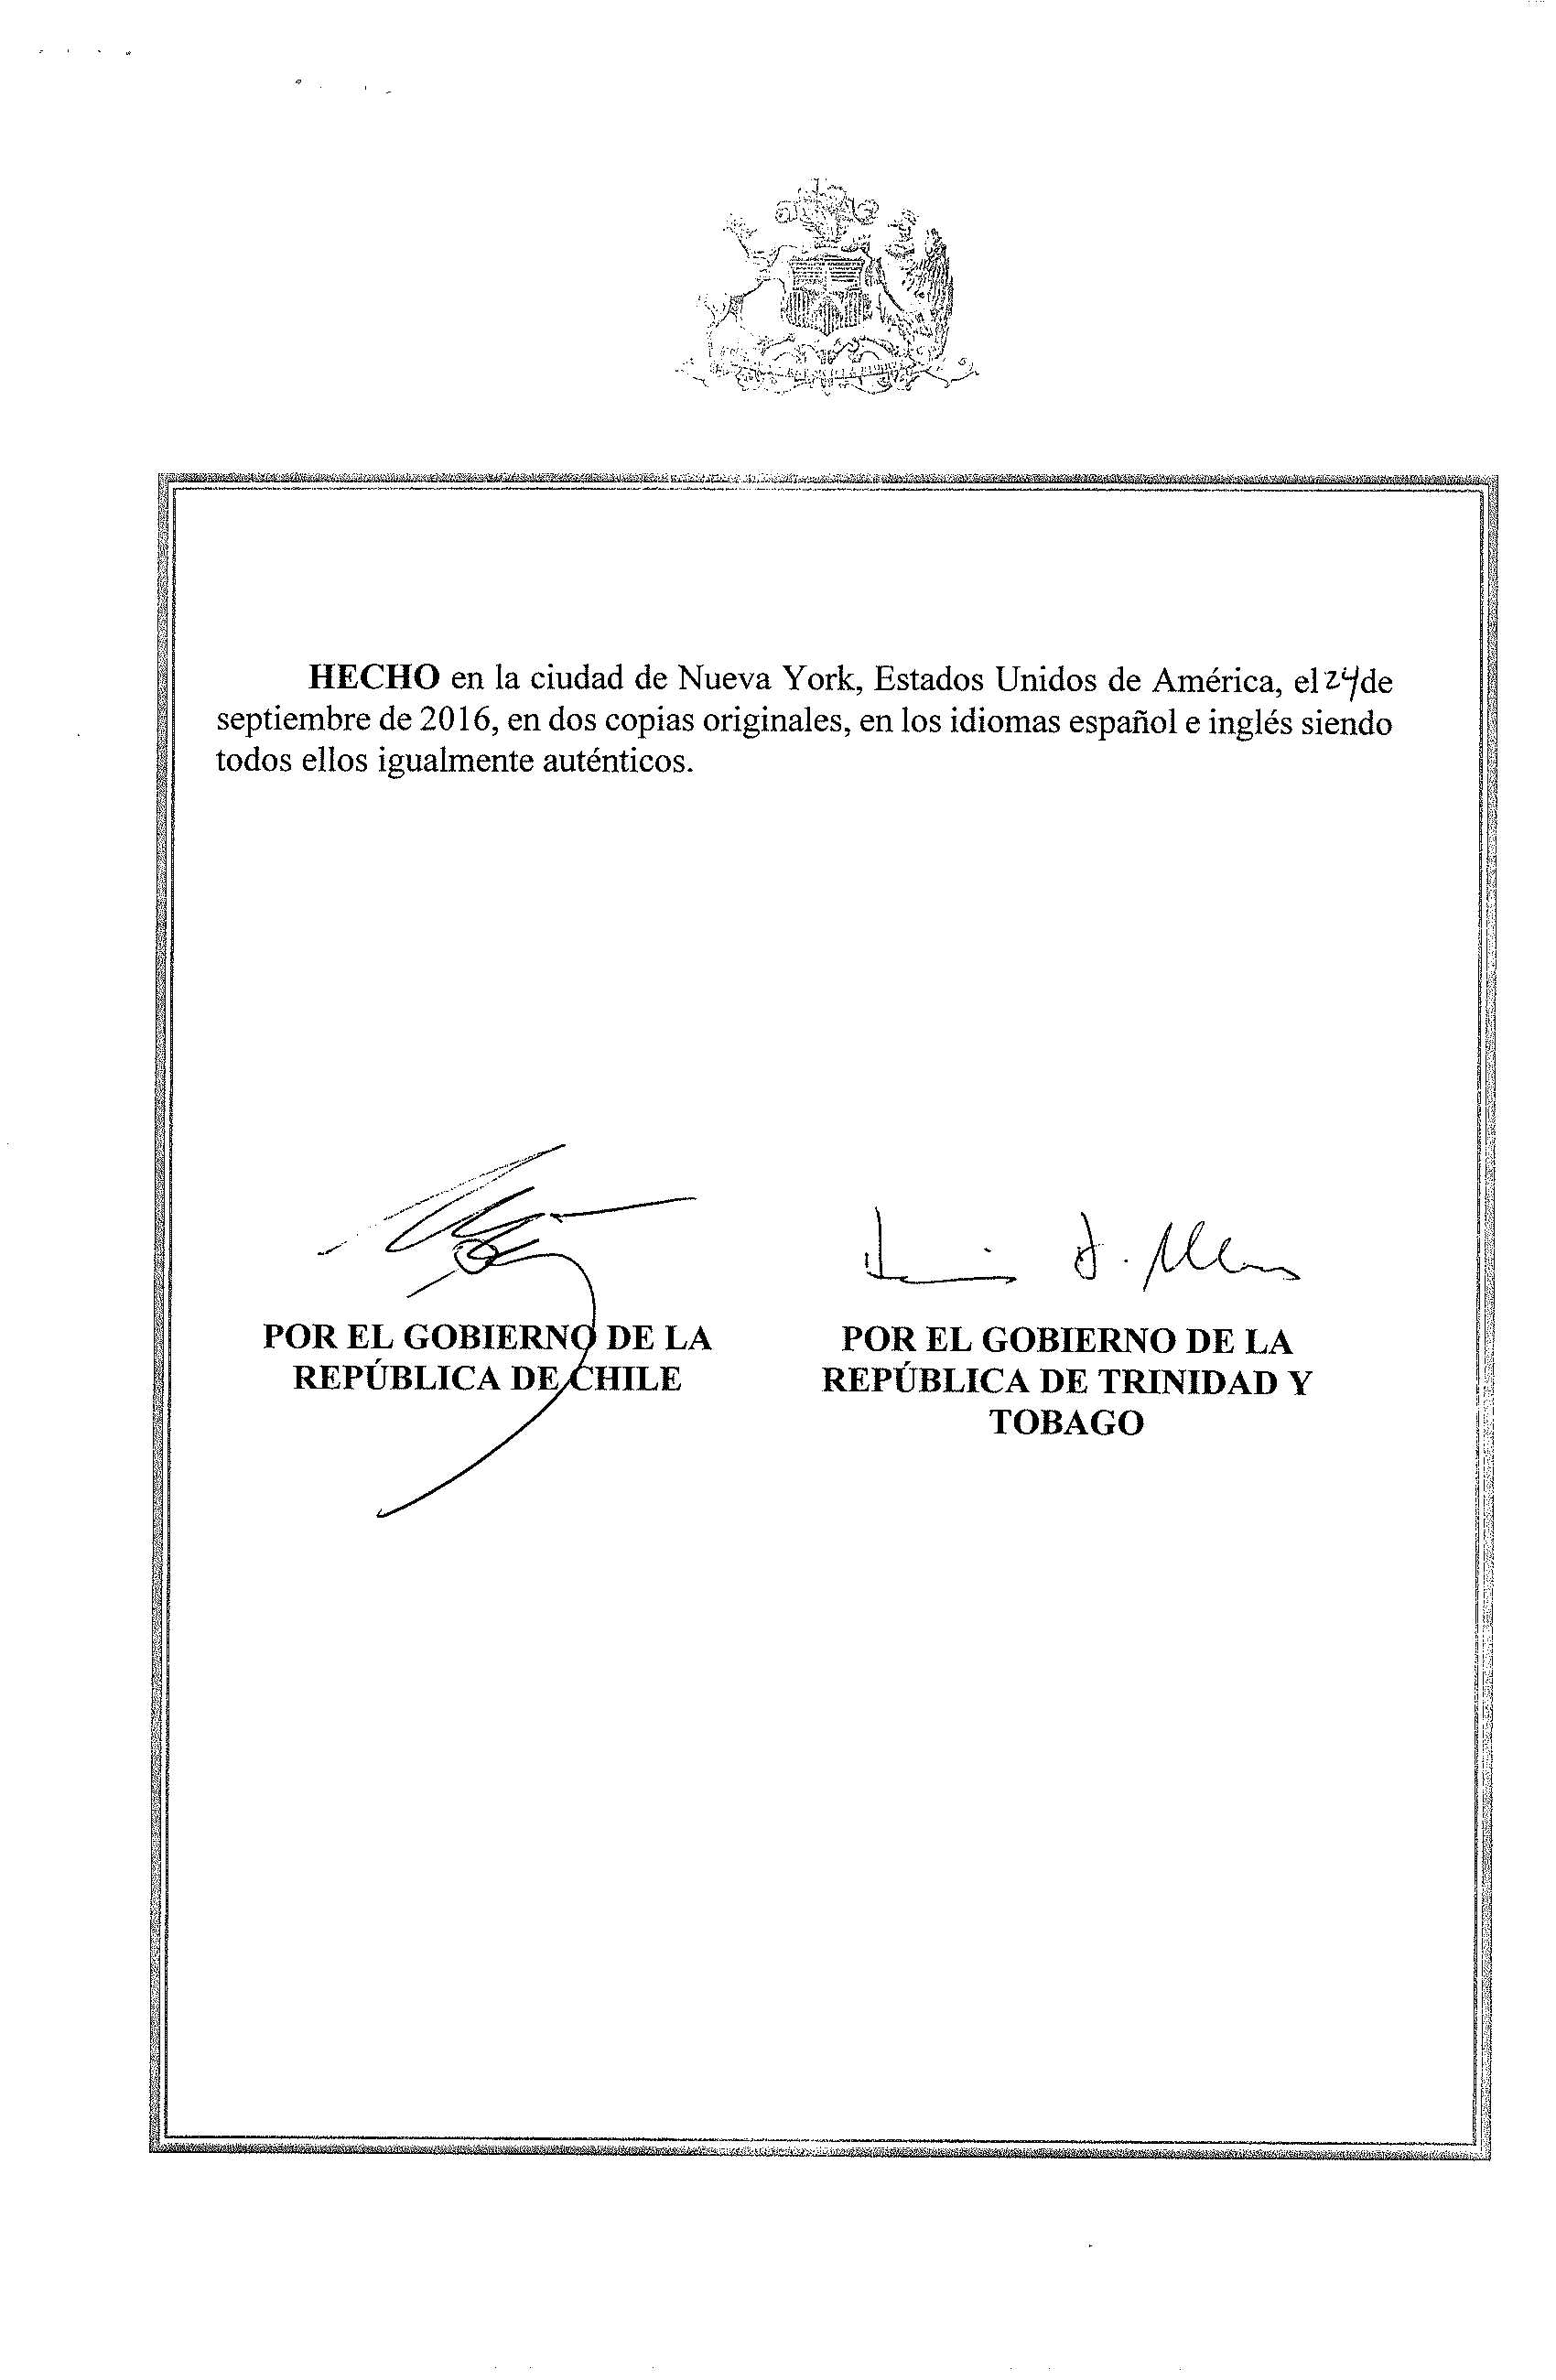 HECHO en la ciudad de Nueva York, Estados Unidos de América, el 24 de
septiembre de 2016, en dos copias originales, en los idiomas español e inglés siendo
todos ellos igualmente auténticos.
POR EL GOBIERNO DE LA
REPÚBLICA DE CHILE
POR EL GOBIERNO DE LA
REPÚBLICA DE TRINIDAD Y
TOBAGO